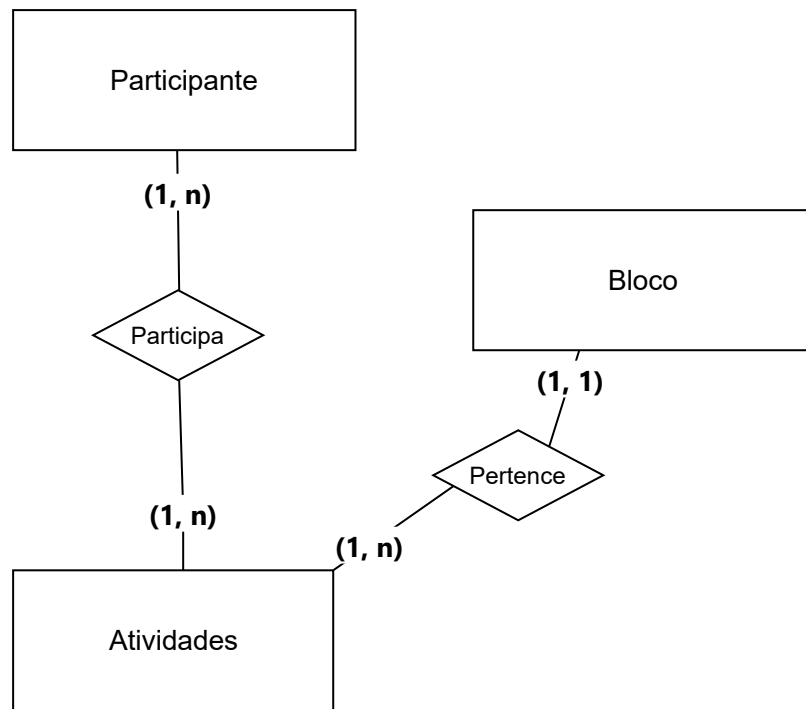 Participante
(1, n)
Participa
(1, n)
Bloco
(1, 1)
Pertence
(1, n)
Atividades